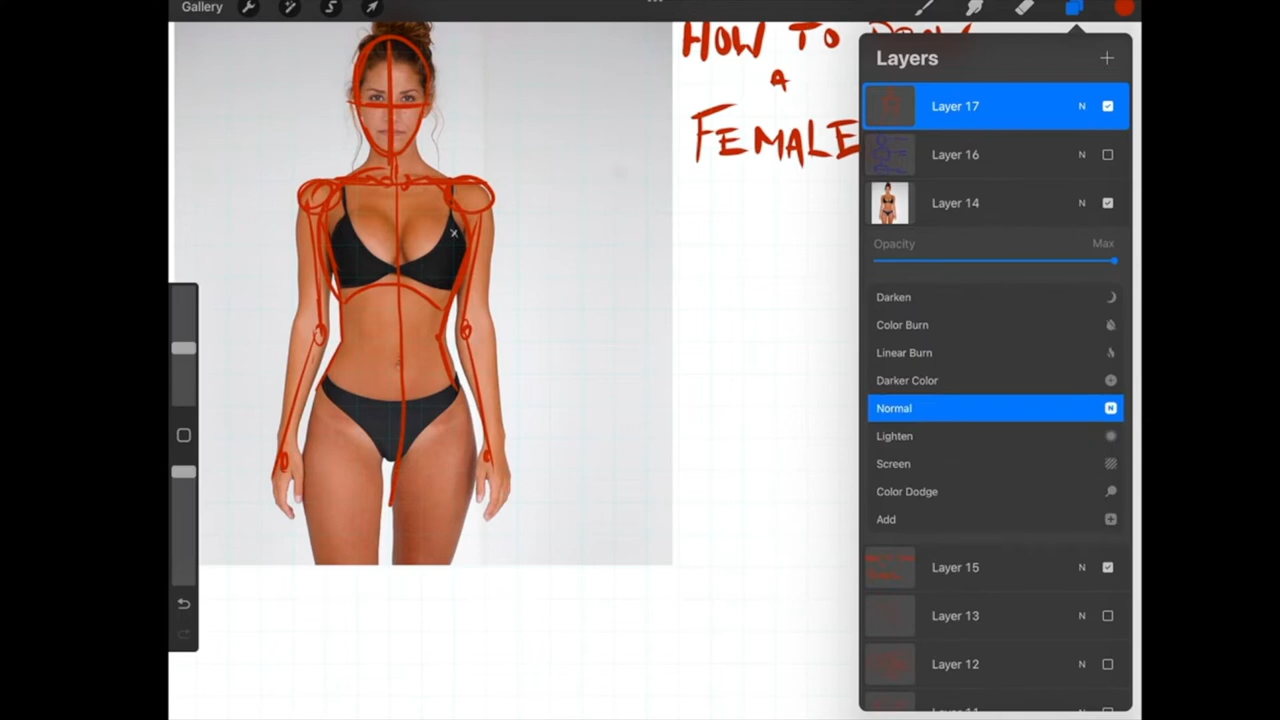 Gallery
HOW TO
A
FEMALE
Layers
Layer 17 N
Layer 16 N
Layer 14 N
Opacity Max
Darken
Color Burn
Linear Burn
Darker Color
Normal N
Lighten
Screen
Color Dodge
Add
Layer 15 N
Layer 13 N
Layer 12 N